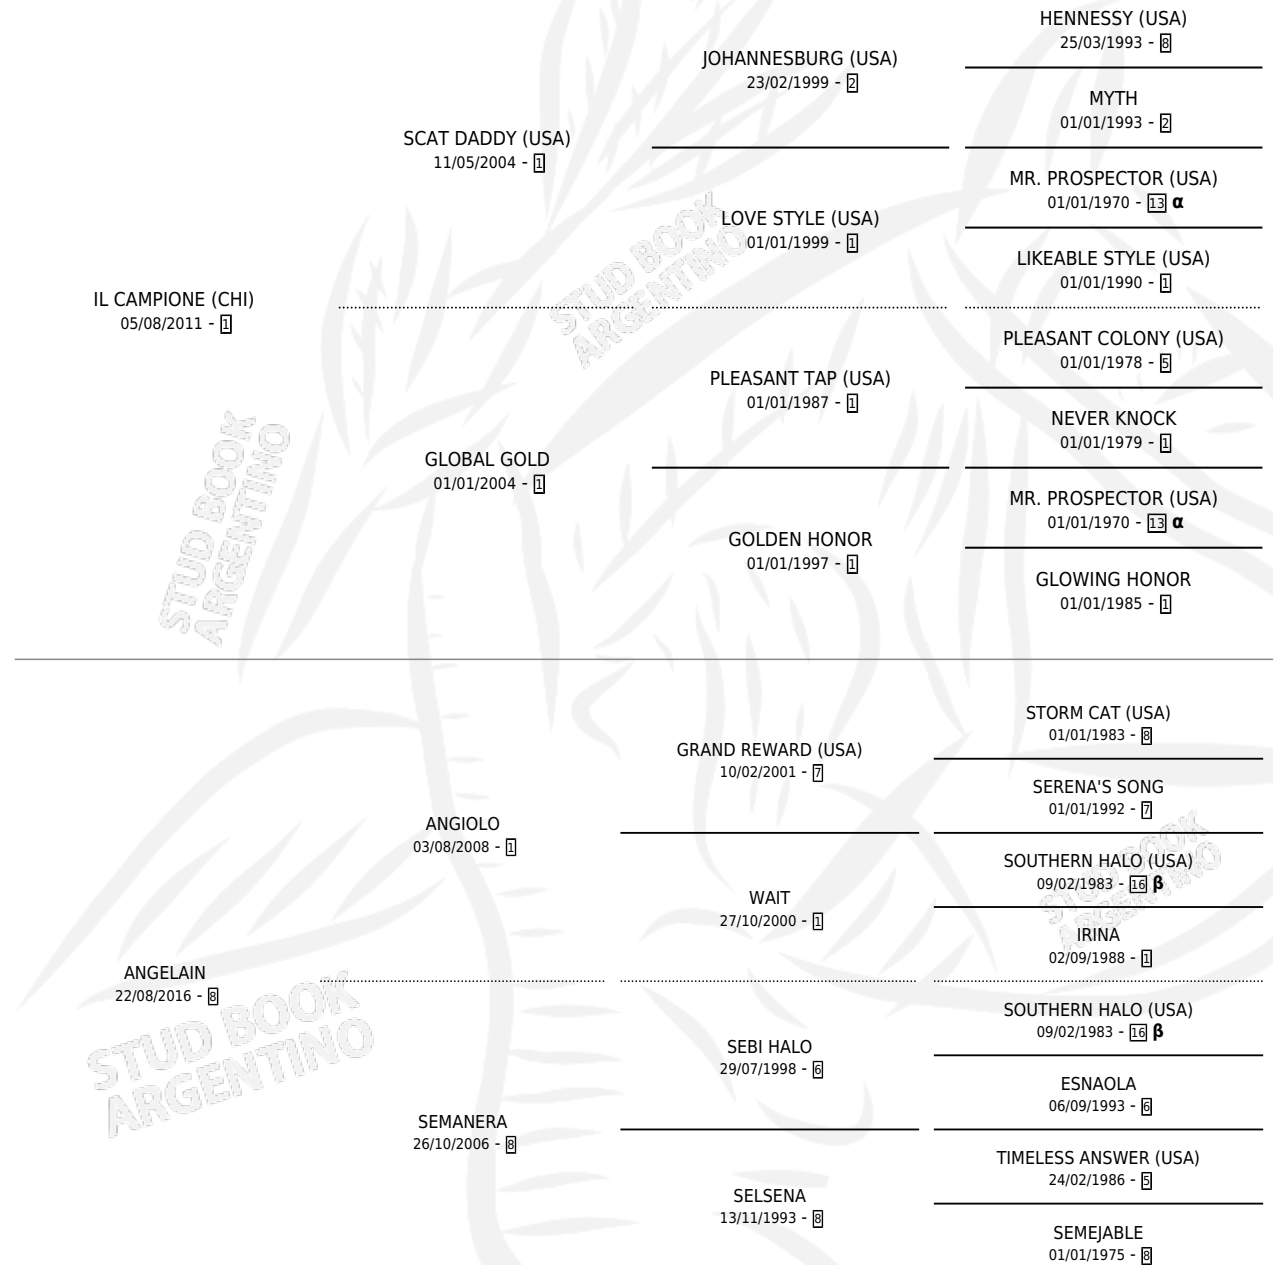 HENNESSY (USA)
25/03/1993 - 8
JOHANNESBURG (USA)
23/02/1999 - 2
MYTH
01/01/1993 - 2
SCAT DADDY (USA)
11/05/2004 - 1
MR. PROSPECTOR (USA)
01/01/1970 - 13 α
LOVE STYLE (USA)
01/01/1999 - 1
LIKEABLE STYLE (USA)
01/01/1990 - 1
IL CAMPIONE (CHI)
05/08/2011 - 1
PLEASANT COLONY (USA)
01/01/1978 - 5
PLEASANT TAP (USA)
01/01/1987 - 1
NEVER KNOCK
01/01/1979 - 1
GLOBAL GOLD
01/01/2004 - 1
MR. PROSPECTOR (USA)
01/01/1970 - 13 α
GOLDEN HONOR
01/01/1997 - 1
GLOWING HONOR
01/01/1985 - 1
STORM CAT (USA)
01/01/1983 - 8
GRAND REWARD (USA)
10/02/2001 - 7
SERENA'S SONG
01/01/1992 - 7
ANGIOLO
03/08/2008 - 1
SOUTHERN HALO (USA)
09/02/1983 - 16 β
WAIT
27/10/2000 - 1
IRINA
02/09/1988 - 1
ANGELAIN
22/08/2016 - 8
SOUTHERN HALO (USA)
09/02/1983 - 16 β
SEBI HALO
29/07/1998 - 6
ESNAOLA
06/09/1993 - 6
SEMANERA
26/10/2006 - 8
TIMELESS ANSWER (USA)
24/02/1986 - 5
SELSENA
13/11/1993 - 8
SEMEJABLE
01/01/1975 - 8
STUD BOOK
ARGENTINO
STUD BOOK
ARGENTINO
STUD BOOK
ARGENTINO
STUD BOOK
ARGENTINO